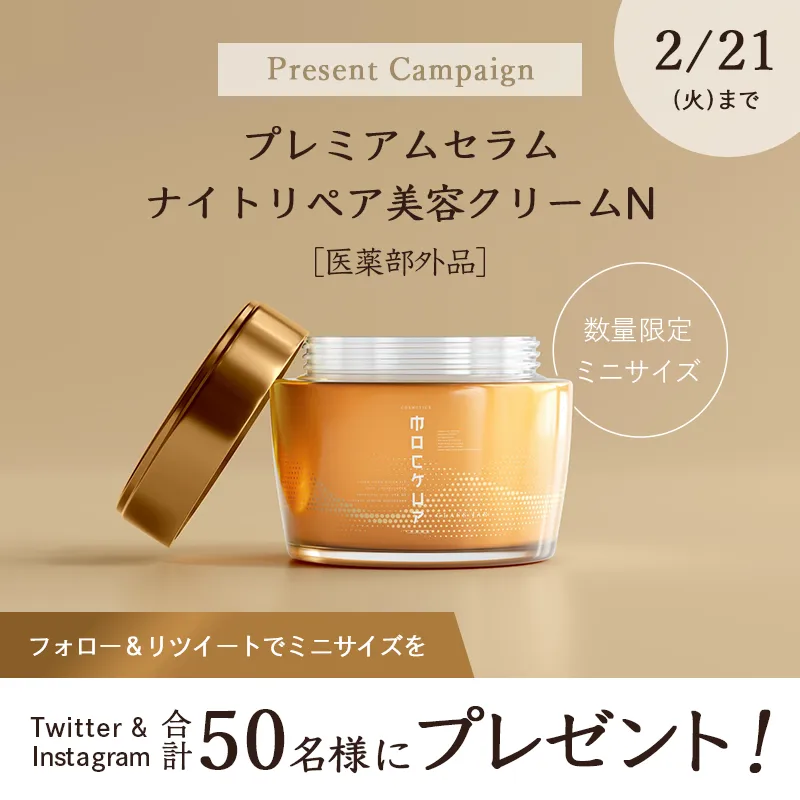 Present Campaign
2/21
(火)まで
プレミアムセラム
ナイトリペア美容クリームN
[医薬部外品]
数量限定
ミニサイズ
COSMETICS
フォロー&リツイートでミニサイズを
Twitter &
Instagram
合計
50名様にプレゼント!